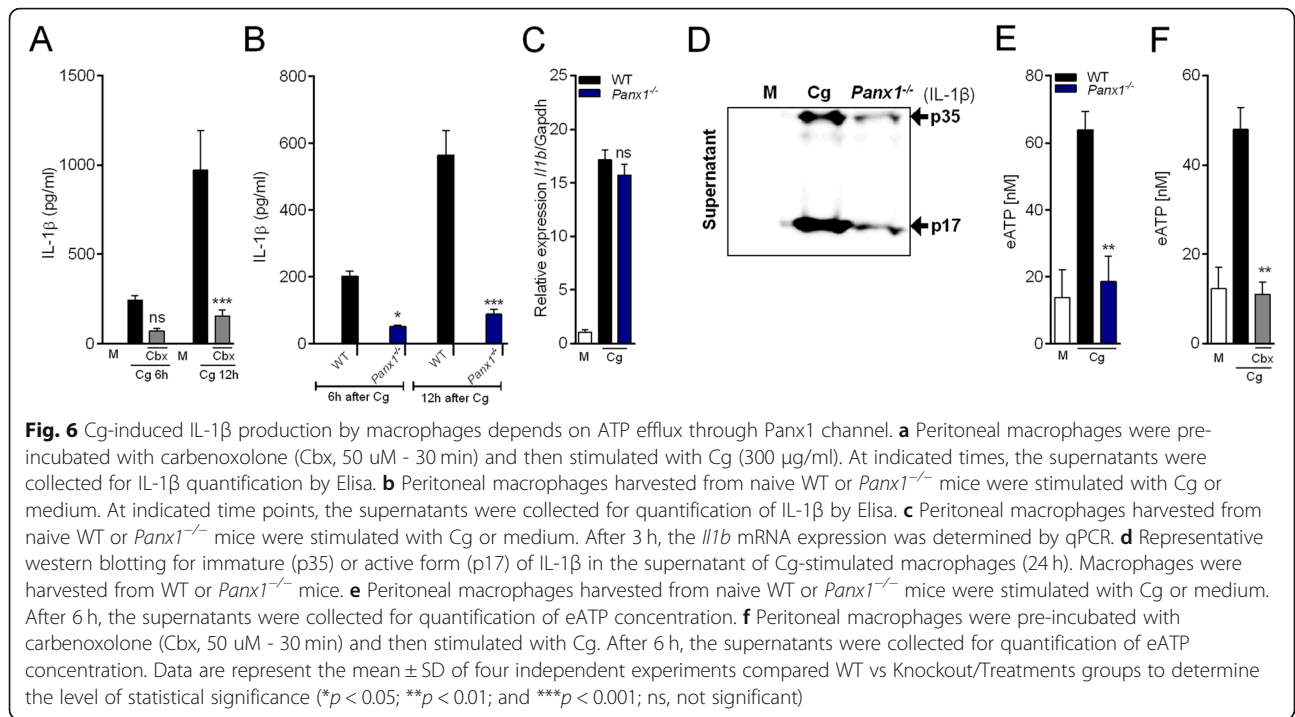 A
1500
1000
500
0
IL-1β (pg/ml)
M
ns
Cbx
Cg 6h
M
***
Cbx
Cg 12h
B
800
600
400
200
0
IL-1β (pg/ml)
*
***
WT
Panx1-/-
WT
Panx1-/-
6h after Cg
12h after Cg
C
WT
Panx1-/-
25
20
15
10
5
0
Relative expression Il1b/Gapdh
ns
M
Cg
D
M Cg Panx1-/- (IL-1β)
Supernatant
p35
p17
E
WT
Panx1-/-
80
60
40
20
0
eATP [nM]
**
M
Cg
F
60
40
20
0
eATP [nM]
**
M
Cbx
Cg
Fig. 6 Cg-induced IL-1β production by macrophages depends on ATP efflux through Panx1 channel. a Peritoneal macrophages were pre-
incubated with carbenoxolone (Cbx, 50 uM - 30 min) and then stimulated with Cg (300 μg/ml). At indicated times, the supernatants were
collected for IL-1β quantification by Elisa. b Peritoneal macrophages harvested from naive WT or Panx1−/− mice were stimulated with Cg or
medium. At indicated time points, the supernatants were collected for quantification of IL-1β by Elisa. c Peritoneal macrophages harvested from
naive WT or Panx1−/− mice were stimulated with Cg or medium. After 3 h, the Il1b mRNA expression was determined by qPCR. d Representative
western blotting for immature (p35) or active form (p17) of IL-1β in the supernatant of Cg-stimulated macrophages (24 h). Macrophages were
harvested from WT or Panx1−/− mice. e Peritoneal macrophages harvested from naive WT or Panx1−/− mice were stimulated with Cg or medium.
After 6 h, the supernatants were collected for quantification of eATP concentration. f Peritoneal macrophages were pre-incubated with
carbenoxolone (Cbx, 50 uM - 30 min) and then stimulated with Cg. After 6 h, the supernatants were collected for quantification of eATP
concentration. Data are represent the mean ± SD of four independent experiments compared WT vs Knockout/Treatments groups to determine
the level of statistical significance (*p < 0.05; **p < 0.01; and ***p < 0.001; ns, not significant)